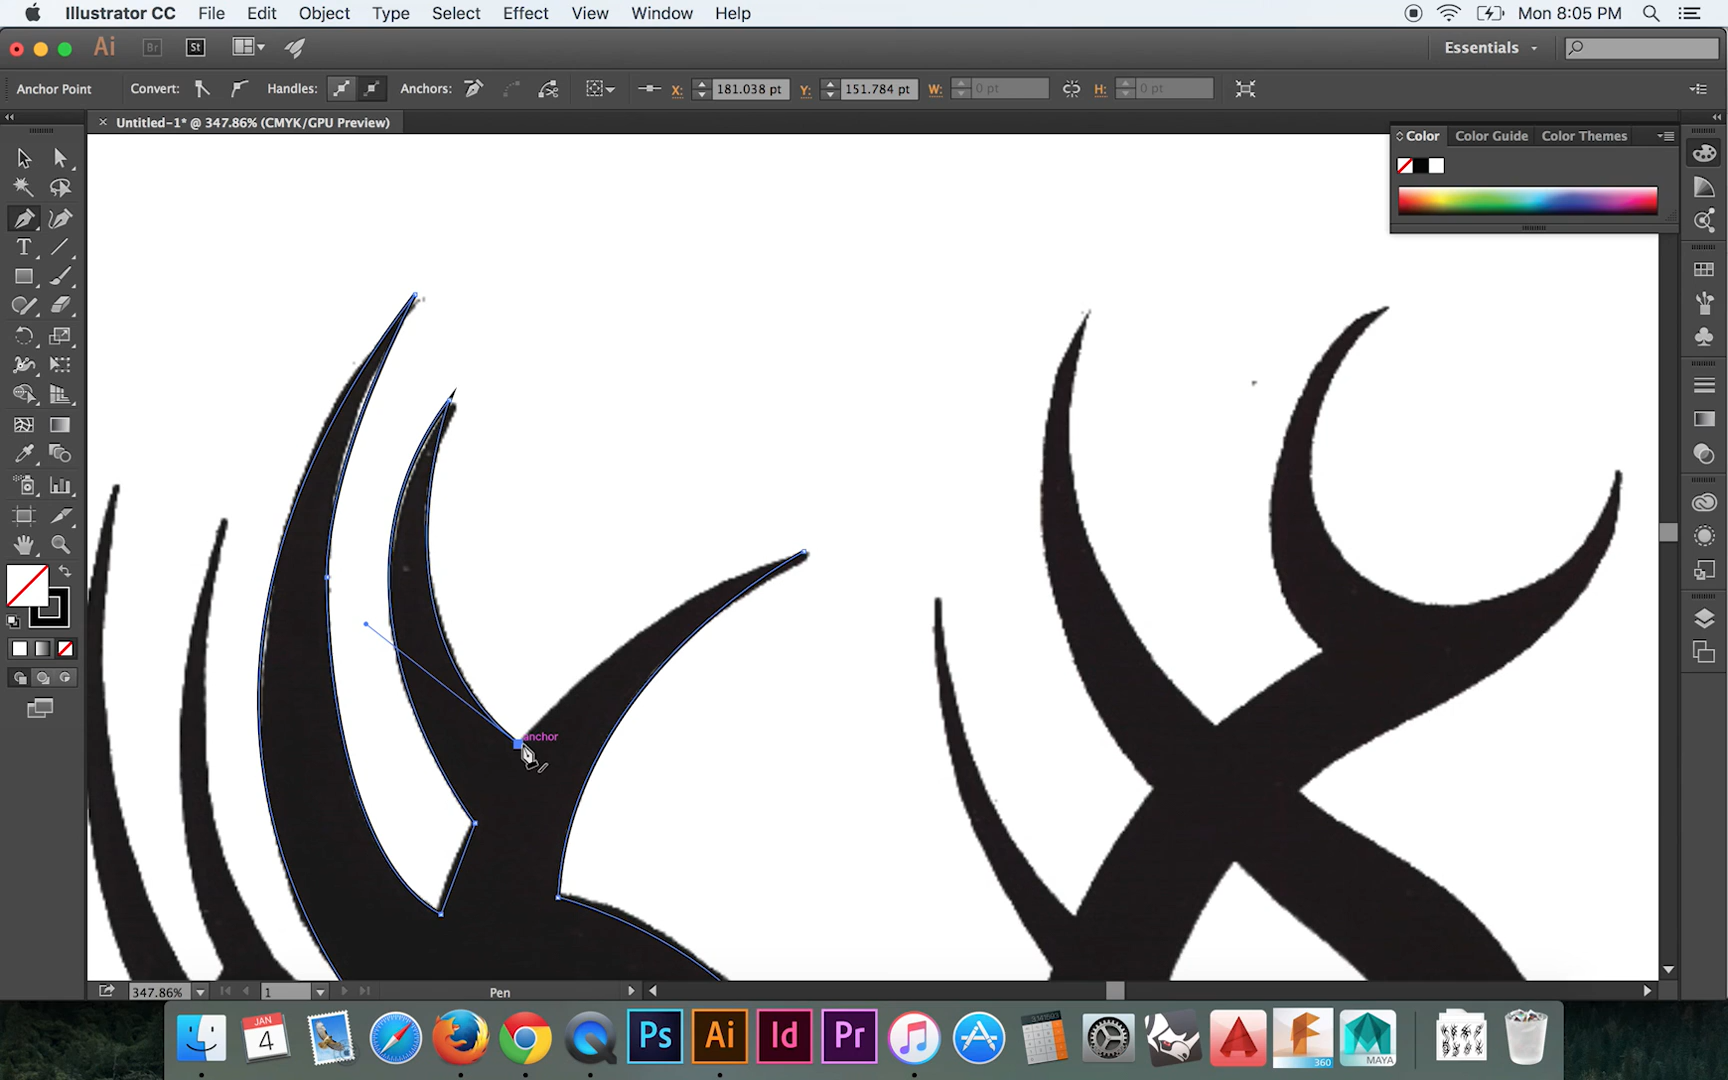 Illustrator CC File Edit Object Type Select Effect View Window Help Mon 8:05 PM
Ai Br St Essentials
Anchor Point Convert: Handles: Anchors: X: 181.038 pt Y: 151.784 pt W: 0 pt H: 0 pt
× Untitled-1* @ 347.86% (CMYK/GPU Preview)
Color Color Guide Color Themes
T
anchor
347.86% 1 Pen
JAN
4
Ps Ai Id Pr
360
MAYA